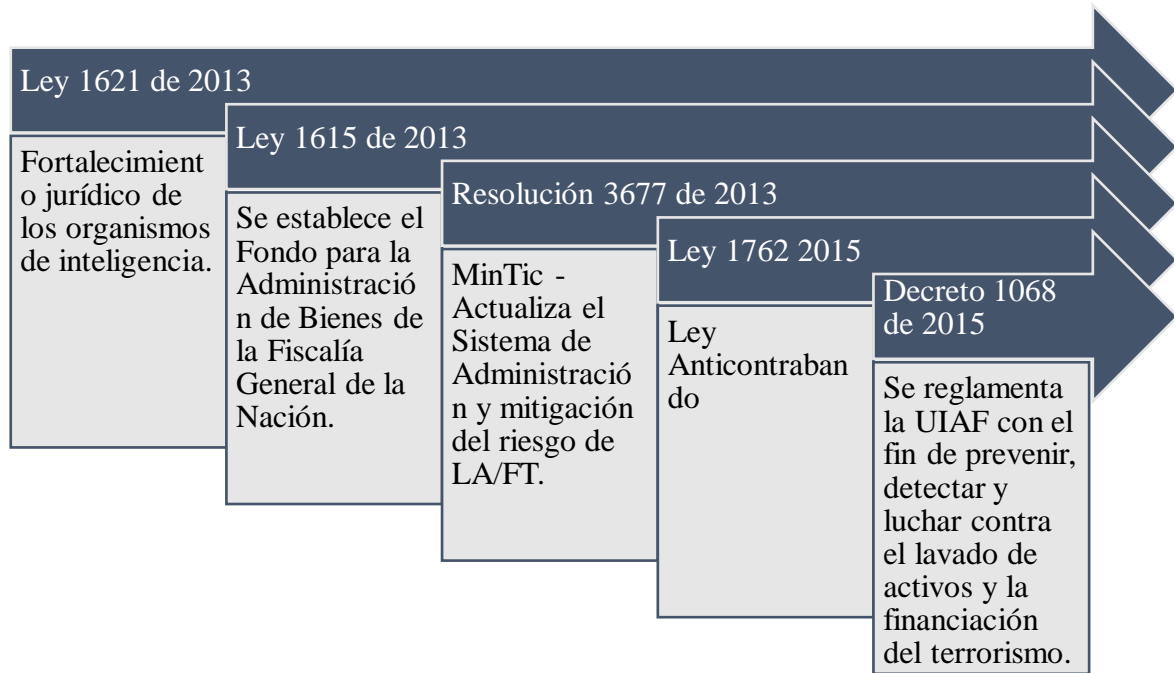 Ley 1621 de 2013
Fortalecimient
o jurídico de
los organismos
de inteligencia.
Ley 1615 de 2013
Se establece el
Fondo para la
Administració
n de Bienes de
la Fiscalía
General de la
Nación.
Resolución 3677 de 2013
MinTic -
Actualiza el
Sistema de
Administració
n y mitigación
del riesgo de
LA/FT.
Ley 1762 2015
Ley
Anticontraban
do
Decreto 1068
de 2015
Se reglamenta
la UIAF con el
fin de prevenir,
detectar y
luchar contra
el lavado de
activos y la
financiación
del terrorismo.